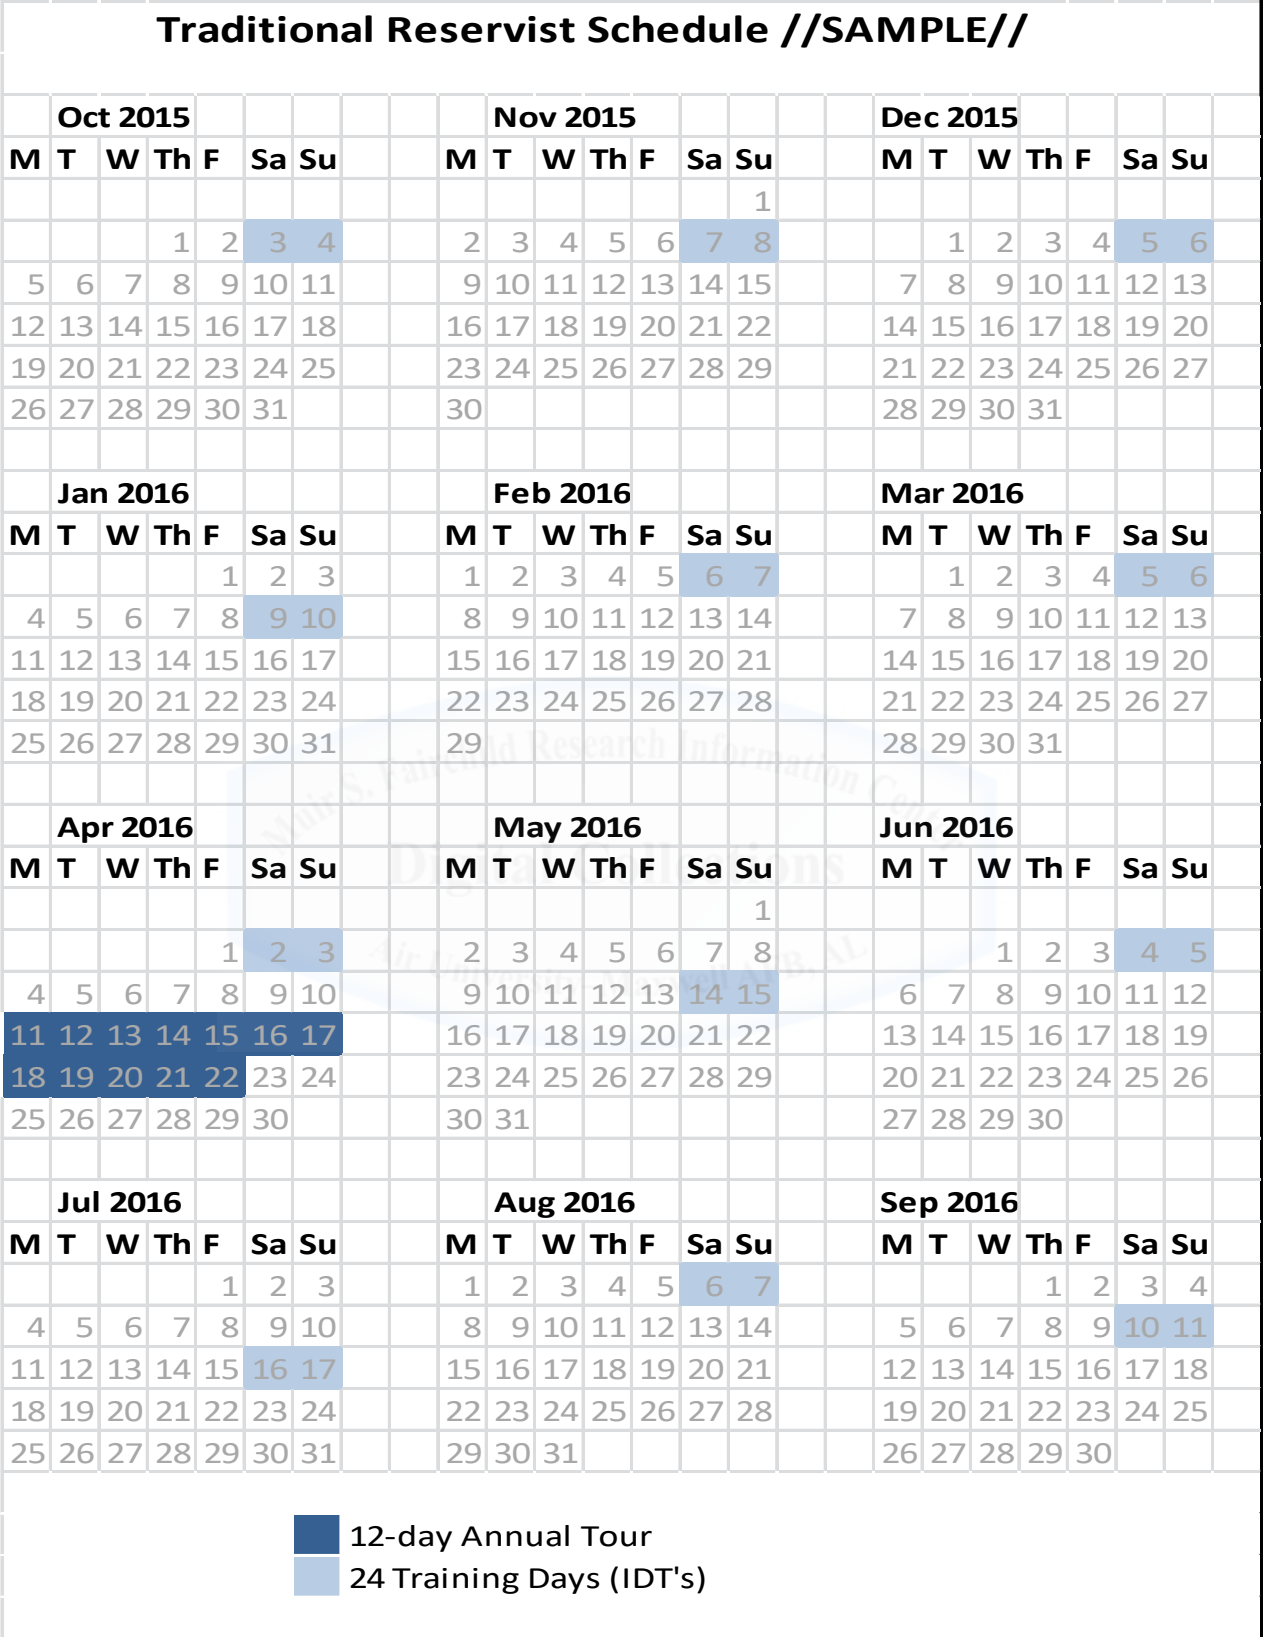 Traditional Reservist Schedule //SAMPLE//
Oct 2015 Nov 2015 Dec 2015
M T W Th F Sa Su M T W Th F Sa Su M T W Th F Sa Su
1
1 2 3 4 2 3 4 5 6 7 8 1 2 3 4 5 6
5 6 7 8 9 10 11 9 10 11 12 13 14 15 7 8 9 10 11 12 13
12 13 14 15 16 17 18 16 17 18 19 20 21 22 14 15 16 17 18 19 20
19 20 21 22 23 24 25 23 24 25 26 27 28 29 21 22 23 24 25 26 27
26 27 28 29 30 31 30 28 29 30 31
Jan 2016 Feb 2016 Mar 2016
M T W Th F Sa Su M T W Th F Sa Su M T W Th F Sa Su
1 2 3 1 2 3 4 5 6 7 1 2 3 4 5 6
4 5 6 7 8 9 10 8 9 10 11 12 13 14 7 8 9 10 11 12 13
11 12 13 14 15 16 17 15 16 17 18 19 20 21 14 15 16 17 18 19 20
18 19 20 21 22 23 24 22 23 24 25 26 27 28 21 22 23 24 25 26 27
25 26 27 28 29 30 31 29 28 29 30 31
Muir S. Fairchild Research Information Center
Apr 2016 May 2016 Jun 2016
Digital Collections
M T W Th F Sa Su M T W Th F Sa Su M T W Th F Sa Su
1
1 2 3 2 3 4 5 6 7 8 1 2 3 4 5
Air University, Maxwell AFB, AL
4 5 6 7 8 9 10 9 10 11 12 13 14 15 6 7 8 9 10 11 12
11 12 13 14 15 16 17 16 17 18 19 20 21 22 13 14 15 16 17 18 19
18 19 20 21 22 23 24 23 24 25 26 27 28 29 20 21 22 23 24 25 26
25 26 27 28 29 30 30 31 27 28 29 30
Jul 2016 Aug 2016 Sep 2016
M T W Th F Sa Su M T W Th F Sa Su M T W Th F Sa Su
1 2 3 1 2 3 4 5 6 7 1 2 3 4
4 5 6 7 8 9 10 8 9 10 11 12 13 14 5 6 7 8 9 10 11
11 12 13 14 15 16 17 15 16 17 18 19 20 21 12 13 14 15 16 17 18
18 19 20 21 22 23 24 22 23 24 25 26 27 28 19 20 21 22 23 24 25
25 26 27 28 29 30 31 29 30 31 26 27 28 29 30
12-day Annual Tour
24 Training Days (IDT's)